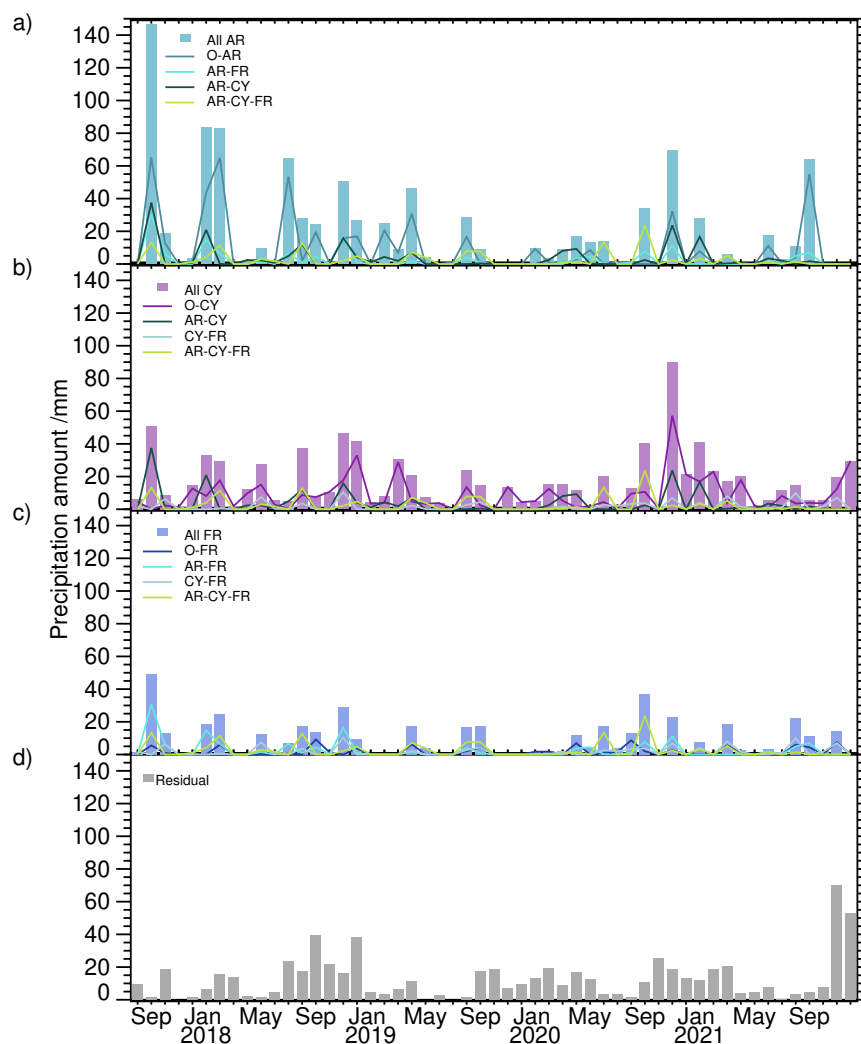 a)
140
120
100
80
60
40
20
0
All AR
O-AR
AR-FR
AR-CY
AR-CY-FR
b)
140
120
100
80
60
40
20
0
All CY
O-CY
AR-CY
CY-FR
AR-CY-FR
Precipitation amount /mm
c)
140
120
100
80
60
40
20
0
All FR
O-FR
AR-FR
CY-FR
AR-CY-FR
d)
140
120
100
80
60
40
20
0
Residual
Sep Jan May Sep Jan May Sep Jan May Sep Jan May Sep
2018 2019 2020 2021